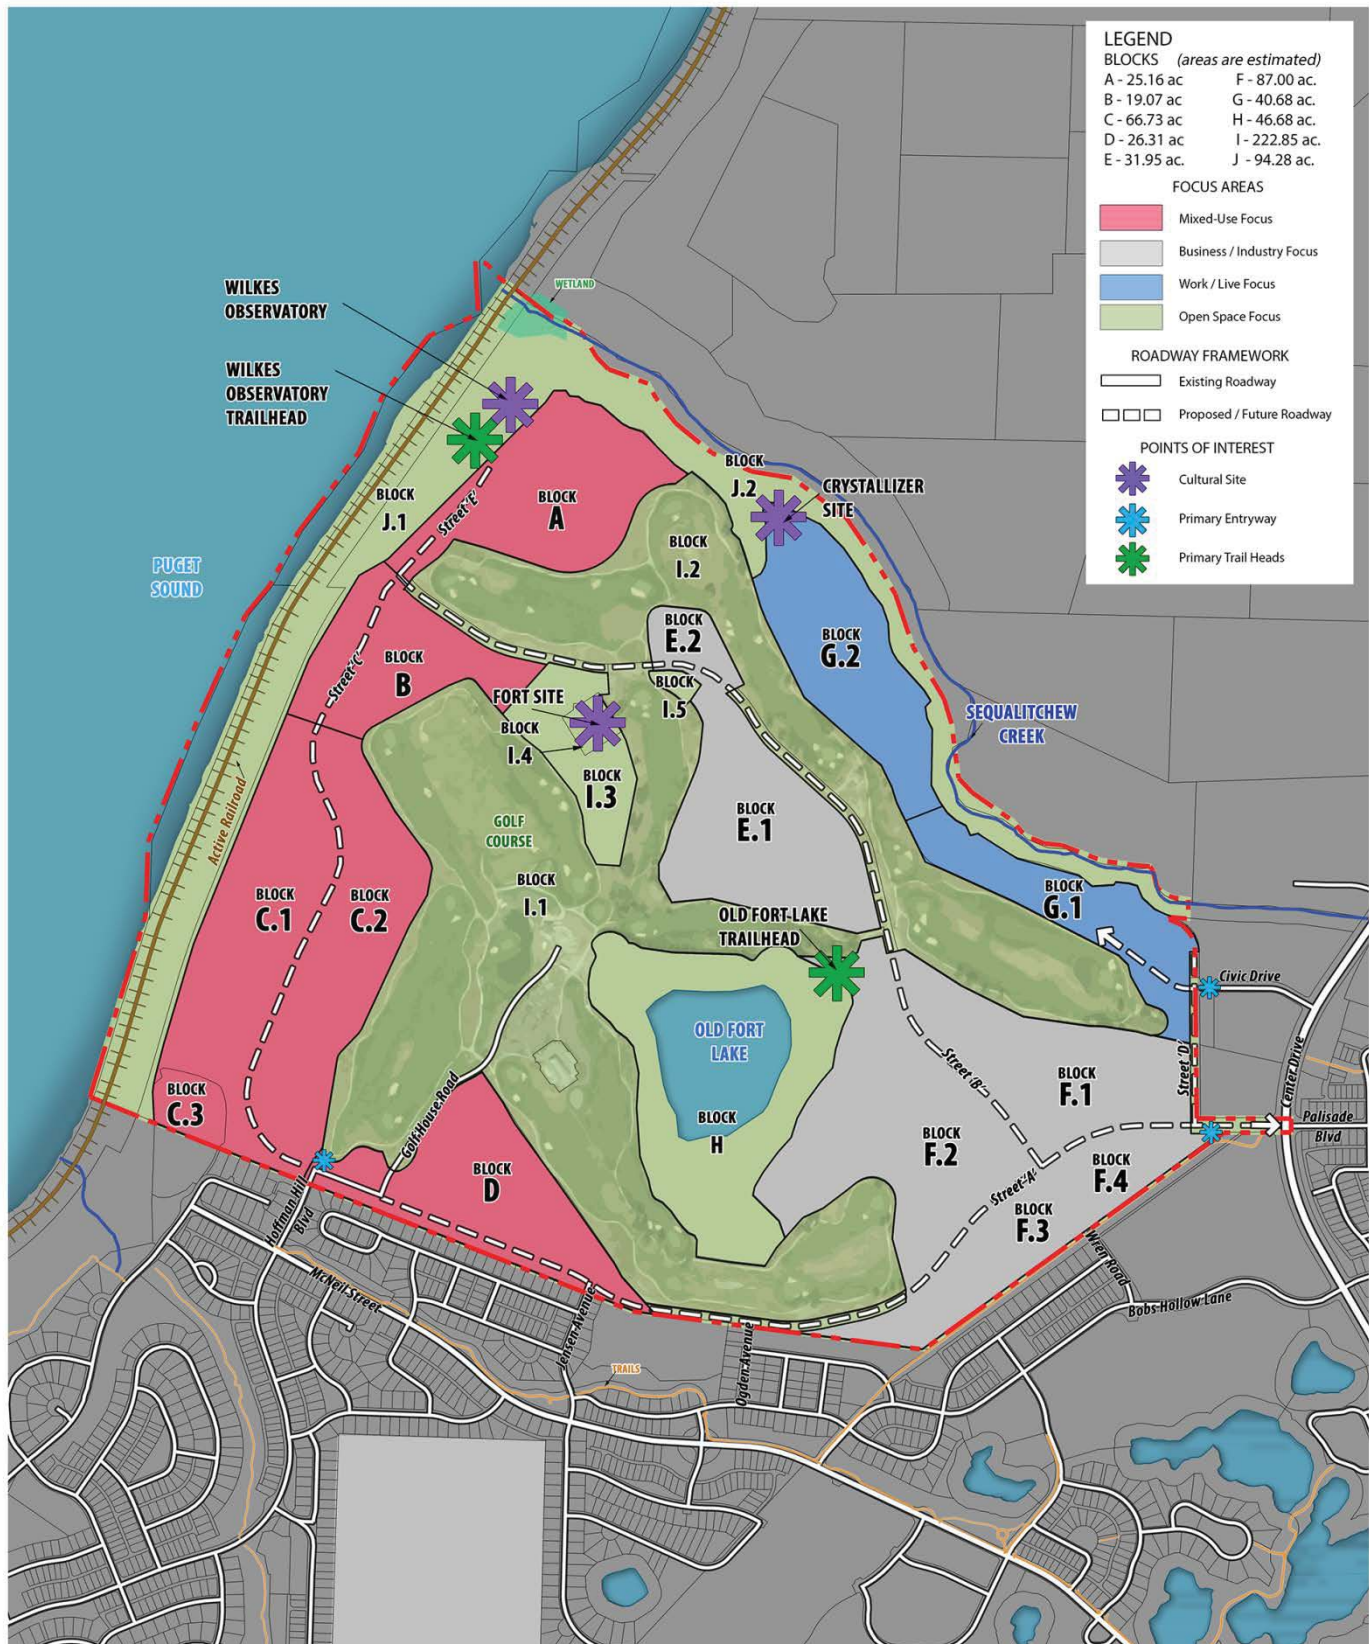 LEGEND
BLOCKS (areas are estimated)
A - 25.16 ac F - 87.00 ac.
B - 19.07 ac G - 40.68 ac.
C - 66.73 ac H - 46.68 ac.
D - 26.31 ac I - 222.85 ac.
E - 31.95 ac. J - 94.28 ac.
FOCUS AREAS
Mixed-Use Focus
Business / Industry Focus
Work / Live Focus
Open Space Focus
ROADWAY FRAMEWORK
Existing Roadway
Proposed / Future Roadway
POINTS OF INTEREST
Cultural Site
Primary Entryway
Primary Trail Heads
WETLAND
WILKES
OBSERVATORY
WILKES
OBSERVATORY
TRAILHEAD
BLOCK
J.2
CRYSTALLIZER
SITE
BLOCK
J.1
Street 'E'
BLOCK
A
BLOCK
I.2
PUGET
SOUND
BLOCK
E.2
BLOCK
G.2
BLOCK
B
Street 'C'
FORT SITE
BLOCK
I.5
BLOCK
I.4
SEQUALITCHEW
CREEK
BLOCK
I.3
Active Railroad
GOLF
COURSE
BLOCK
E.1
BLOCK
I.1
BLOCK
C.1
BLOCK
C.2
BLOCK
G.1
OLD FORT LAKE
TRAILHEAD
Civic Drive
OLD FORT
LAKE
Street 'B'
Street 'D'
Center Drive
BLOCK
F.1
BLOCK
C.3
Golf House Road
BLOCK
H
BLOCK
F.2
Palisade
Blvd
BLOCK
D
Street 'A'
BLOCK
F.4
BLOCK
F.3
Hoffman Hill
Blvd
Wren Road
McNeil Street
Bobs Hollow Lane
Jensen Avenue
Ogden Avenue
TRAILS